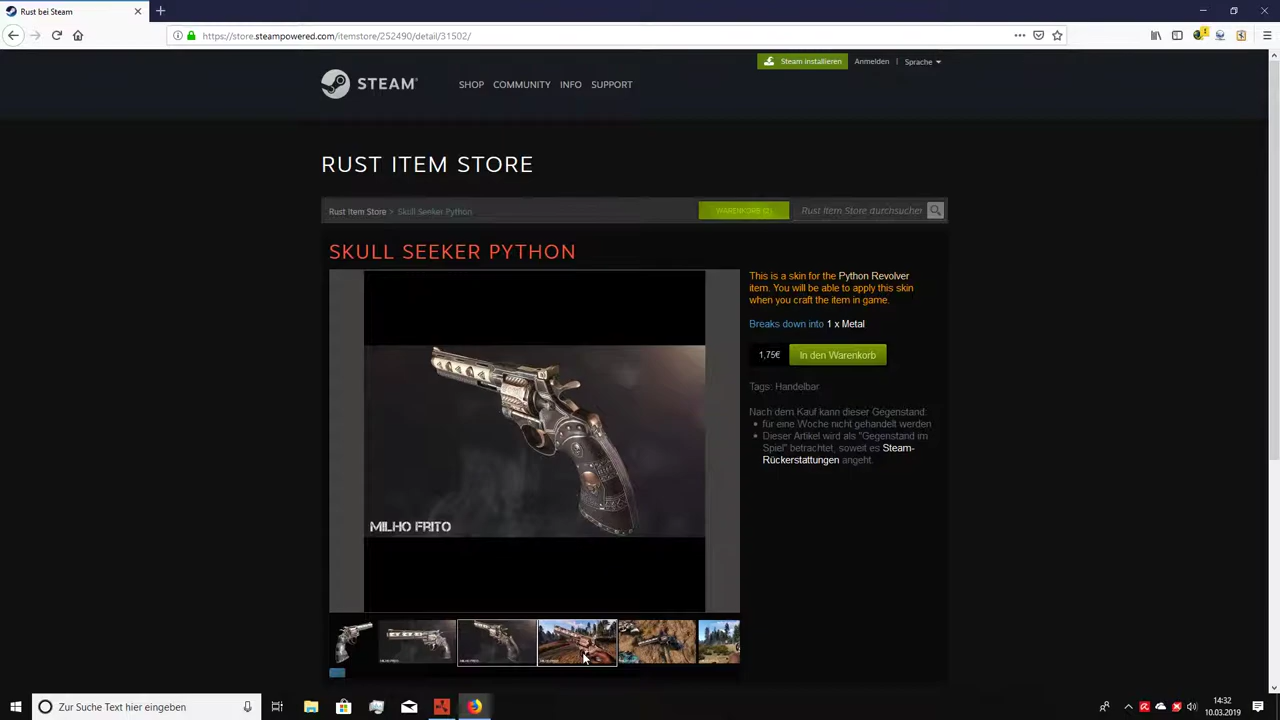 Rust bei Steam
https://store.steampowered.com/itemstore/252490/detail/31502/
Steam installieren
Anmelden
Sprache
STEAM
SHOP
COMMUNITY
INFO
SUPPORT
RUST ITEM STORE
Rust Item Store > Skull Seeker Python
WARENKORB (2)
Rust Item Store durchsuchen
SKULL SEEKER PYTHON
This is a skin for the Python Revolver
item. You will be able to apply this skin
when you craft the item in game.
Breaks down into 1 x Metal
1,75€
In den Warenkorb
Tags: Handelbar
Nach dem Kauf kann dieser Gegenstand:
für eine Woche nicht gehandelt werden
Dieser Artikel wird als "Gegenstand im
Spiel" betrachtet, soweit es Steam-
Rückerstattungen angeht.
MILHO FRITO
Zur Suche Text hier eingeben
14:32
10.03.2019